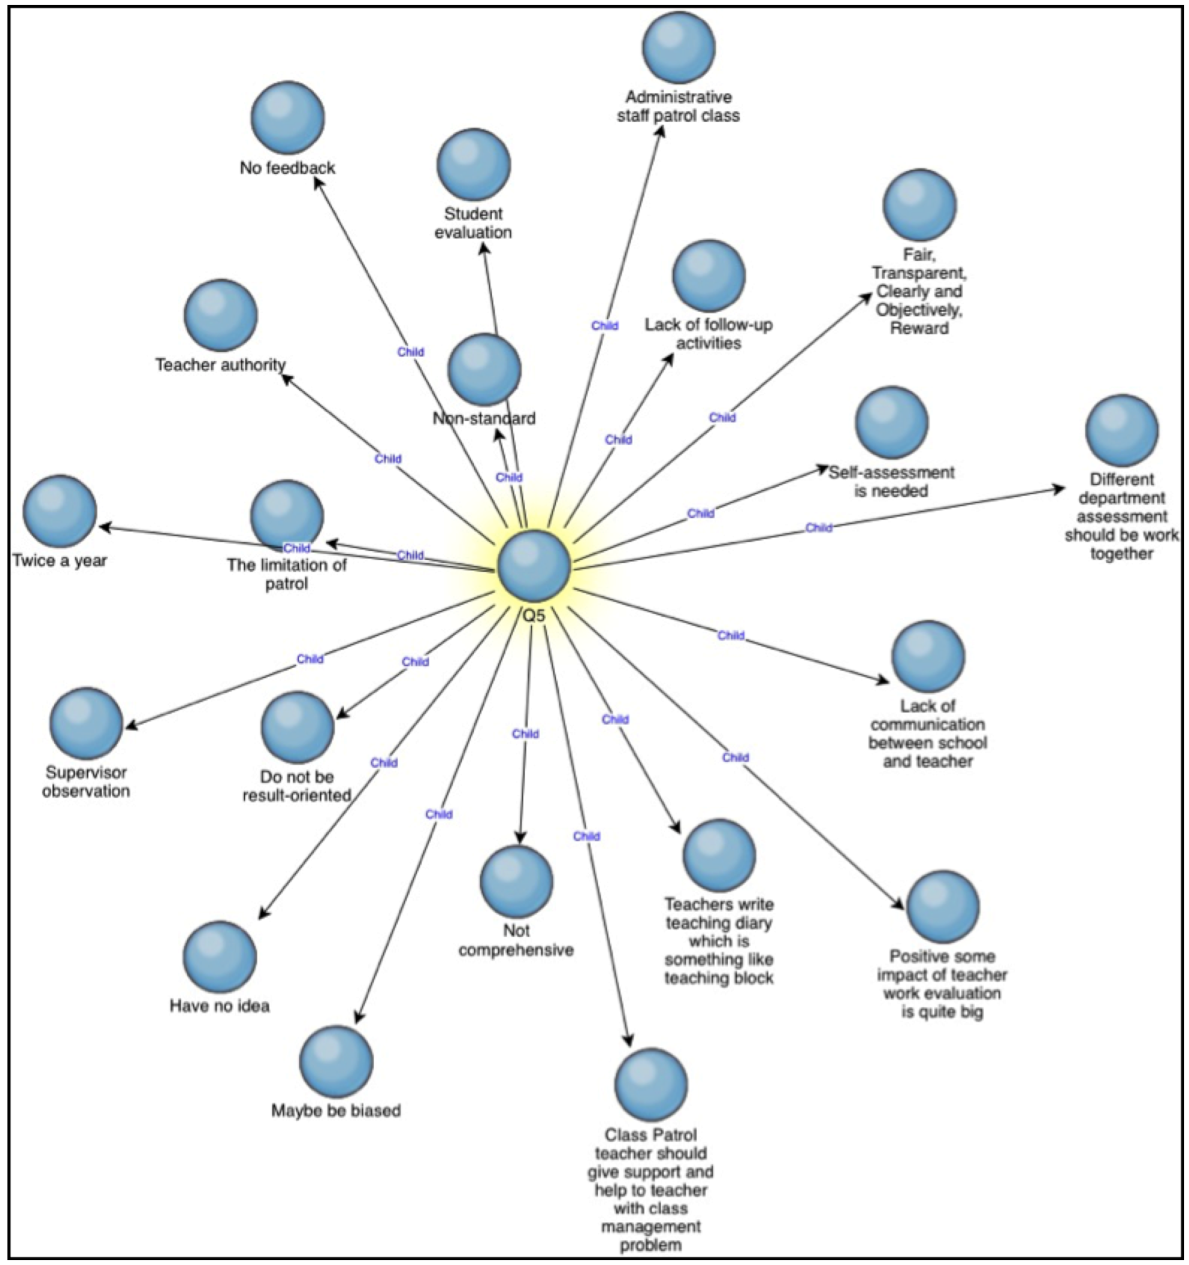 Administrative
staff patrol class
No feedback
Student
evaluation
Fair,
Transparent,
Clearly and
Objectively,
Reward
Child
Lack of follow-up
activities
Child
Teacher authority
Non-standard
Child
Child
Child
Child
Self-assessment
is needed
Different
department
assessment
should be work
together
Child
Child
Child
Child
Twice a year
The limitation of
patrol
Q5
Child
Child
Child
Lack of
communication
between school
and teacher
Child
Child
Child
Child
Supervisor
observation
Do not be
result-oriented
Child
Child
Teachers write
teaching diary
which is
something like
teaching block
Not
comprehensive
Positive some
impact of teacher
work evaluation
is quite big
Have no idea
Maybe be biased
Class Patrol
teacher should
give support and
help to teacher
with class
management
problem